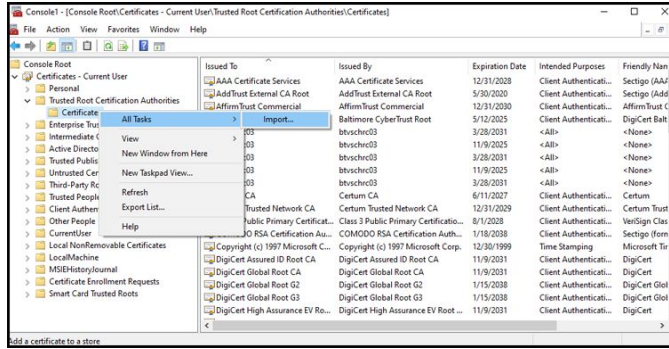 Console1 - [Console Root\Certificates - Current User\Trusted Root Certification Authorities\Certificates]
File Action View Favorites Window Help
Console Root
Certificates - Current User
Personal
Trusted Root Certification Authorities
Certificate
Enterprise Trus
Intermediate C
Active Directo
Trusted Publis
Untrusted Cer
Third-Party Ro
Trusted People
Client Authen
Other People
CurrentUser
Local NonRemovable Certificates
LocalMachine
MSIEHistoryJournal
Certificate Enrollment Requests
Smart Card Trusted Roots
All Tasks
View
New Window from Here
New Taskpad View...
Refresh
Export List...
Help
Import...
Issued To Issued By Expiration Date Intended Purposes Friendly Nan
AAA Certificate Services AAA Certificate Services 12/31/2028 Client Authenticati... Sectigo (AAA
AddTrust External CA Root AddTrust External CA Root 5/30/2020 Client Authenticati... Sectigo (Add
AffirmTrust Commercial AffirmTrust Commercial 12/31/2030 Client Authenticati... AffirmTrust C
Baltimore CyberTrust Root 5/12/2025 Client Authenticati... DigiCert Balt
:03 btvschrc03 3/28/2031 <All> <None>
:03 btvschrc03 11/9/2025 <All> <None>
:03 btvschrc03 3/28/2031 <All> <None>
:03 btvschrc03 11/9/2025 <All> <None>
:03 btvschrc03 3/28/2031 <All> <None>
CA Certum CA 6/11/2027 Client Authenticati... Certum
Trusted Network CA Certum Trusted Network CA 12/31/2029 Client Authenticati... Certum Trust
Public Primary Certificat... Class 3 Public Primary Certificatio... 8/1/2028 Client Authenticati... VeriSign Clas
COMODO RSA Certification Au... COMODO RSA Certification Auth... 1/18/2038 Client Authenticati... Sectigo (form
Copyright (c) 1997 Microsoft C... Copyright (c) 1997 Microsoft Corp. 12/30/1999 Time Stamping Microsoft Tir
DigiCert Assured ID Root CA DigiCert Assured ID Root CA 11/9/2031 Client Authenticati... DigiCert
DigiCert Global Root CA DigiCert Global Root CA 11/9/2031 Client Authenticati... DigiCert
DigiCert Global Root G2 DigiCert Global Root G2 1/15/2038 Client Authenticati... DigiCert Glol
DigiCert Global Root G3 DigiCert Global Root G3 1/15/2038 Client Authenticati... DigiCert Glol
DigiCert High Assurance EV Ro... DigiCert High Assurance EV Root ... 11/9/2031 Client Authenticati... DigiCert
Add a certificate to a store